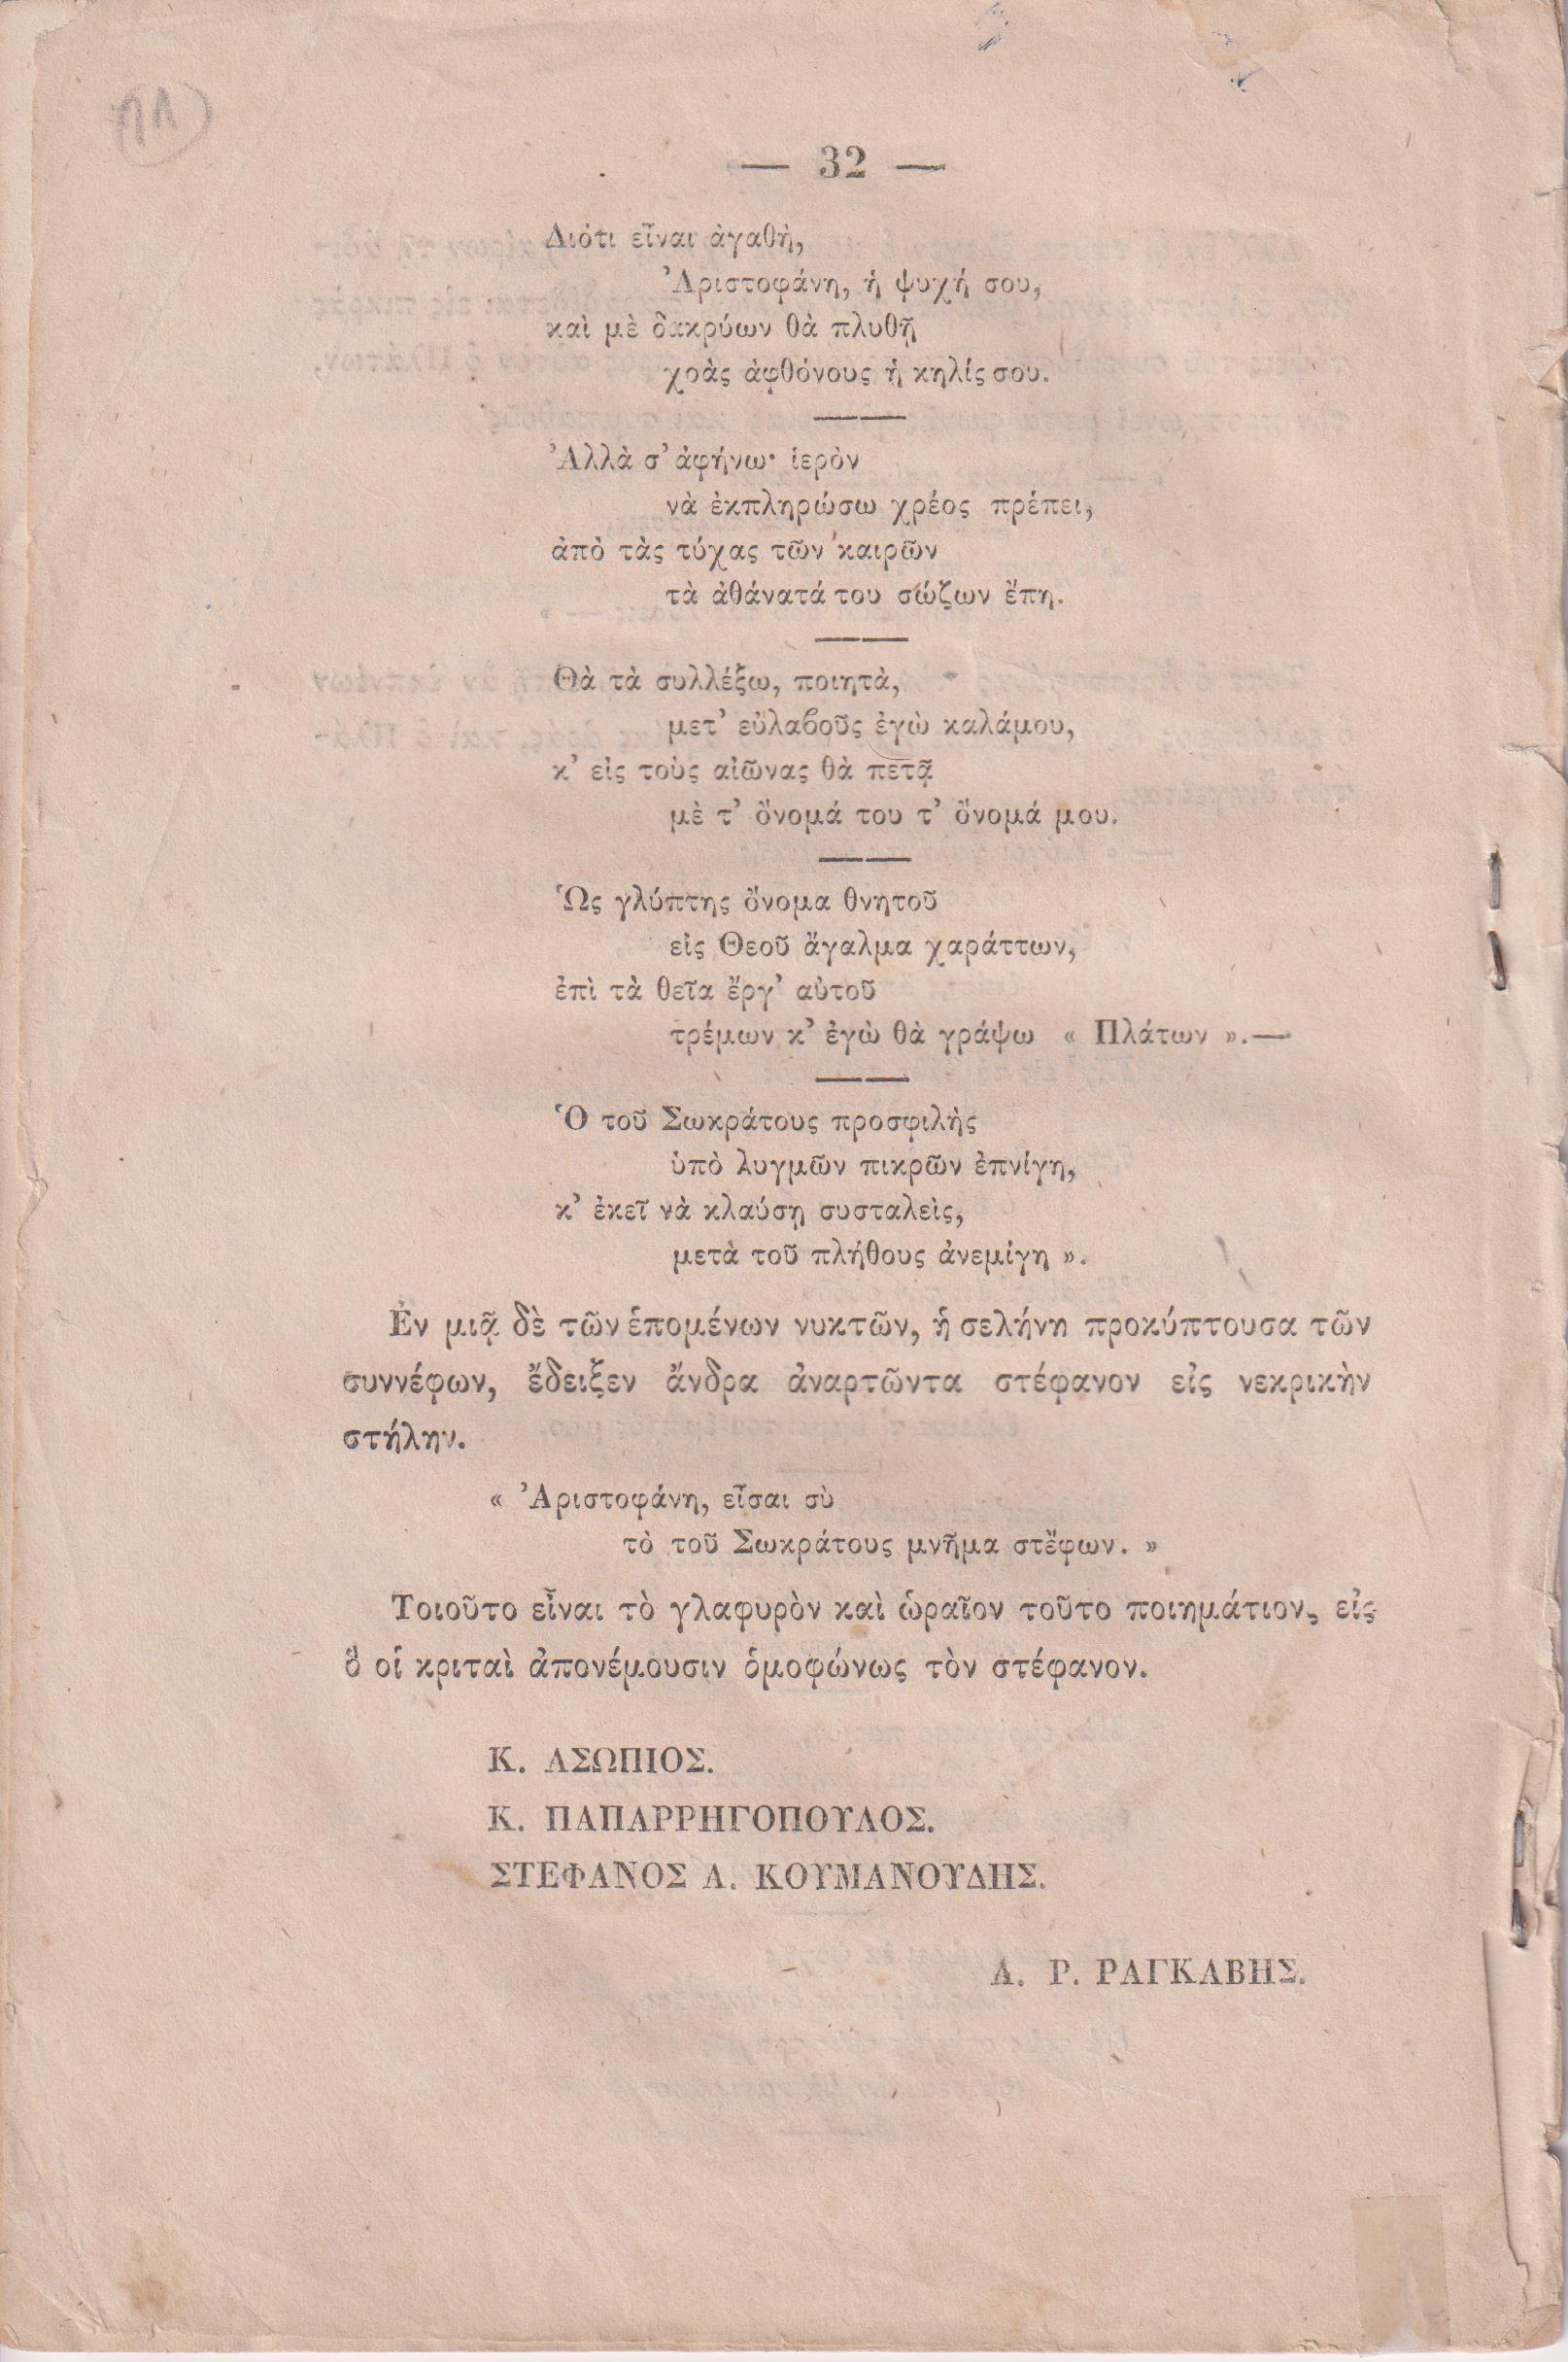 — 32 —
Διότι εἶναι ἀγαθὴ,
Ἀριστοφάνη, ἡ ψυχή σου,
καὶ μὲ δακρύων θὰ πλυθῇ
χοὰς ἀφθόνους ἡ κηλίς σου.
Ἀλλὰ σ’ ἀφήνω· ἱερὸν
νὰ ἐκπληρώσω χρέος πρέπει,
ἀπὸ τὰς τύχας τῶν καιρῶν
τὰ ἀθάνατά του σώζων ἔπη.
Θὰ τὰ συλλέξω, ποιητὰ,
μετ’ εὐλαβοῦς ἐγὼ καλάμου,
κ’ εἰς τοὺς αἰῶνας θὰ πετᾷ
μὲ τ’ ὄνομά του τ’ ὄνομά μου.
Ὡς γλύπτης ὄνομα θνητοῦ
εἰς Θεοῦ ἄγαλμα χαράττων,
ἐπὶ τὰ θεῖα ἔργ’ αὐτοῦ
τρέμων κ’ ἐγὼ θὰ γράψω « Πλάτων ».—
Ὁ τοῦ Σωκράτους προσφιλὴς
ὑπὸ λυγμῶν πικρῶν ἐπνίγη,
κ’ ἐκεῖ νὰ κλαύσῃ συσταλεὶς,
μετὰ τοῦ πλήθους ἀνεμίγη ».
Ἐν μιᾷ δὲ τῶν ἑπομένων νυκτῶν, ἡ σελήνη προκύπτουσα τῶν
συννέφων, ἔδειξεν ἄνδρα ἀναρτῶντα στέφανον εἰς νεκρικὴν
στήλην.
« Ἀριστοφάνη, εἶσαι σὺ
τὸ τοῦ Σωκράτους μνῆμα στέφων. »
Τοιοῦτο εἶναι τὸ γλαφυρὸν καὶ ὡραῖον τοῦτο ποιημάτιον, εἰς
ὃ οἱ κριταὶ ἀπονέμουσιν ὁμοφώνως τὸν στέφανον.
Κ. ΑΣΩΠΙΟΣ.
Κ. ΠΑΠΑΡΡΗΓΟΠΟΥΛΟΣ.
ΣΤΕΦΑΝΟΣ Α. ΚΟΥΜΑΝΟΥΔΗΣ.
Α. Ρ. ΡΑΓΚΑΒΗΣ.